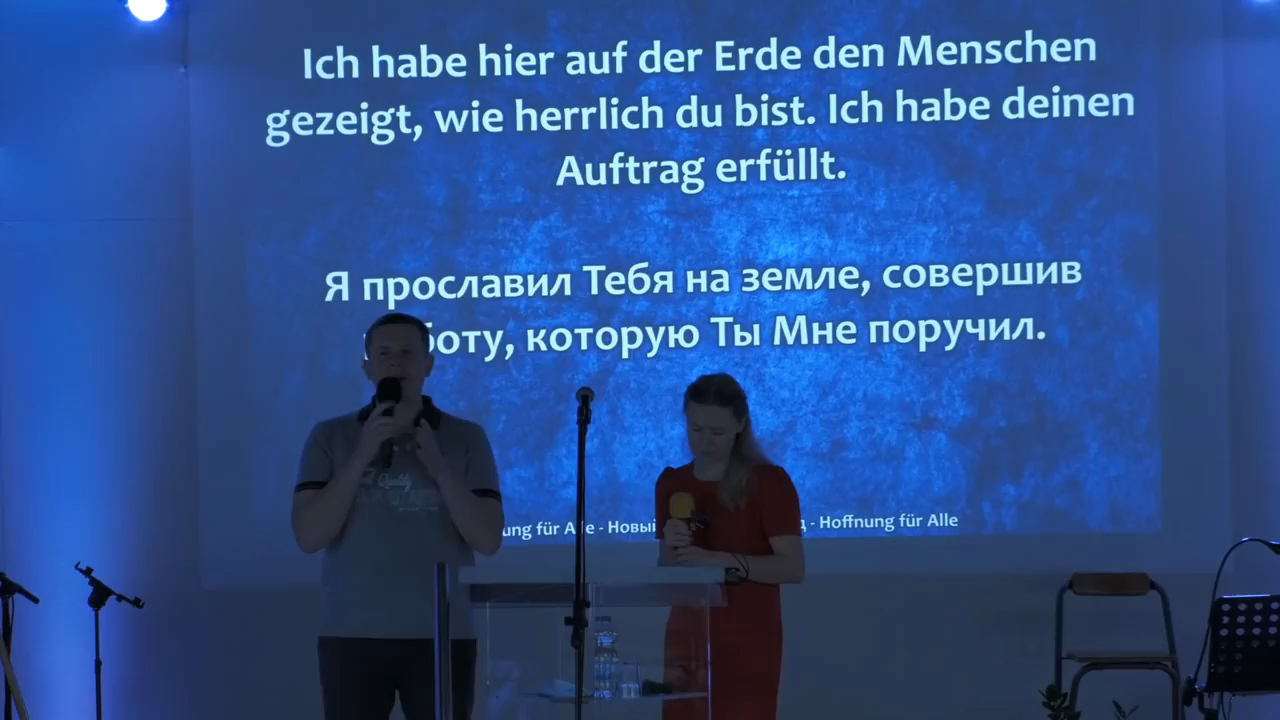 Ich habe hier auf der Erde den Menschen
gezeigt, wie herrlich du bist. Ich habe deinen
Auftrag erfüllt.
Я прославил Тебя на земле, совершив
которую Ты Мне поручил.
für Alle - Hoffnung für Alle
Quality